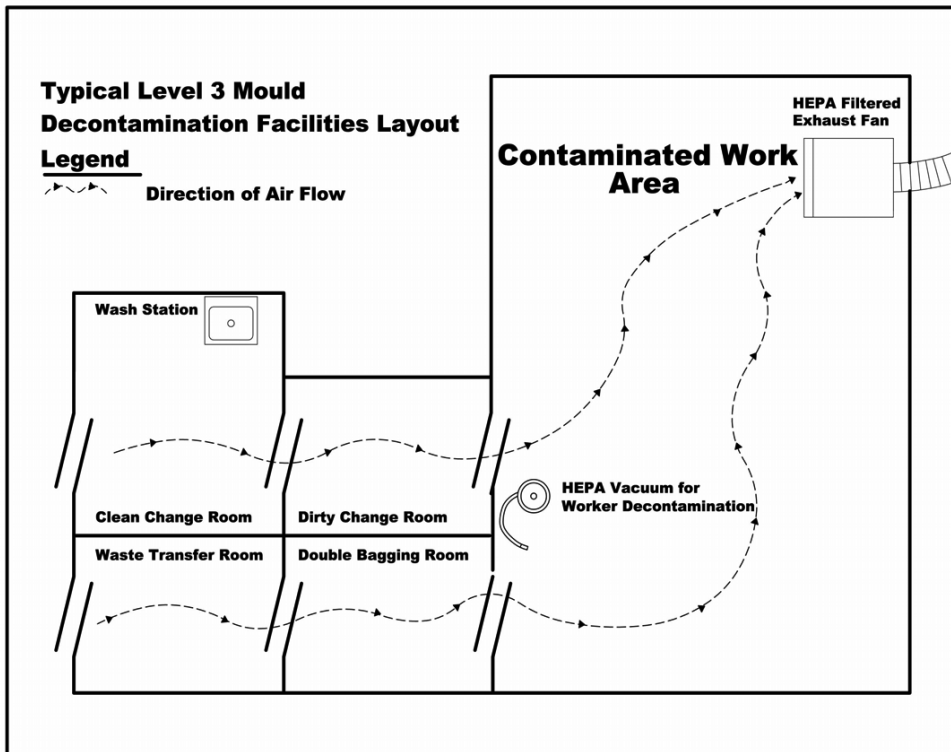 Typical Level 3 Mould
Decontamination Facilities Layout
Legend
Direction of Air Flow
HEPA Filtered
Exhaust Fan
Contaminated Work
Area
Wash Station
HEPA Vacuum for
Worker Decontamination
Clean Change Room
Dirty Change Room
Waste Transfer Room
Double Bagging Room